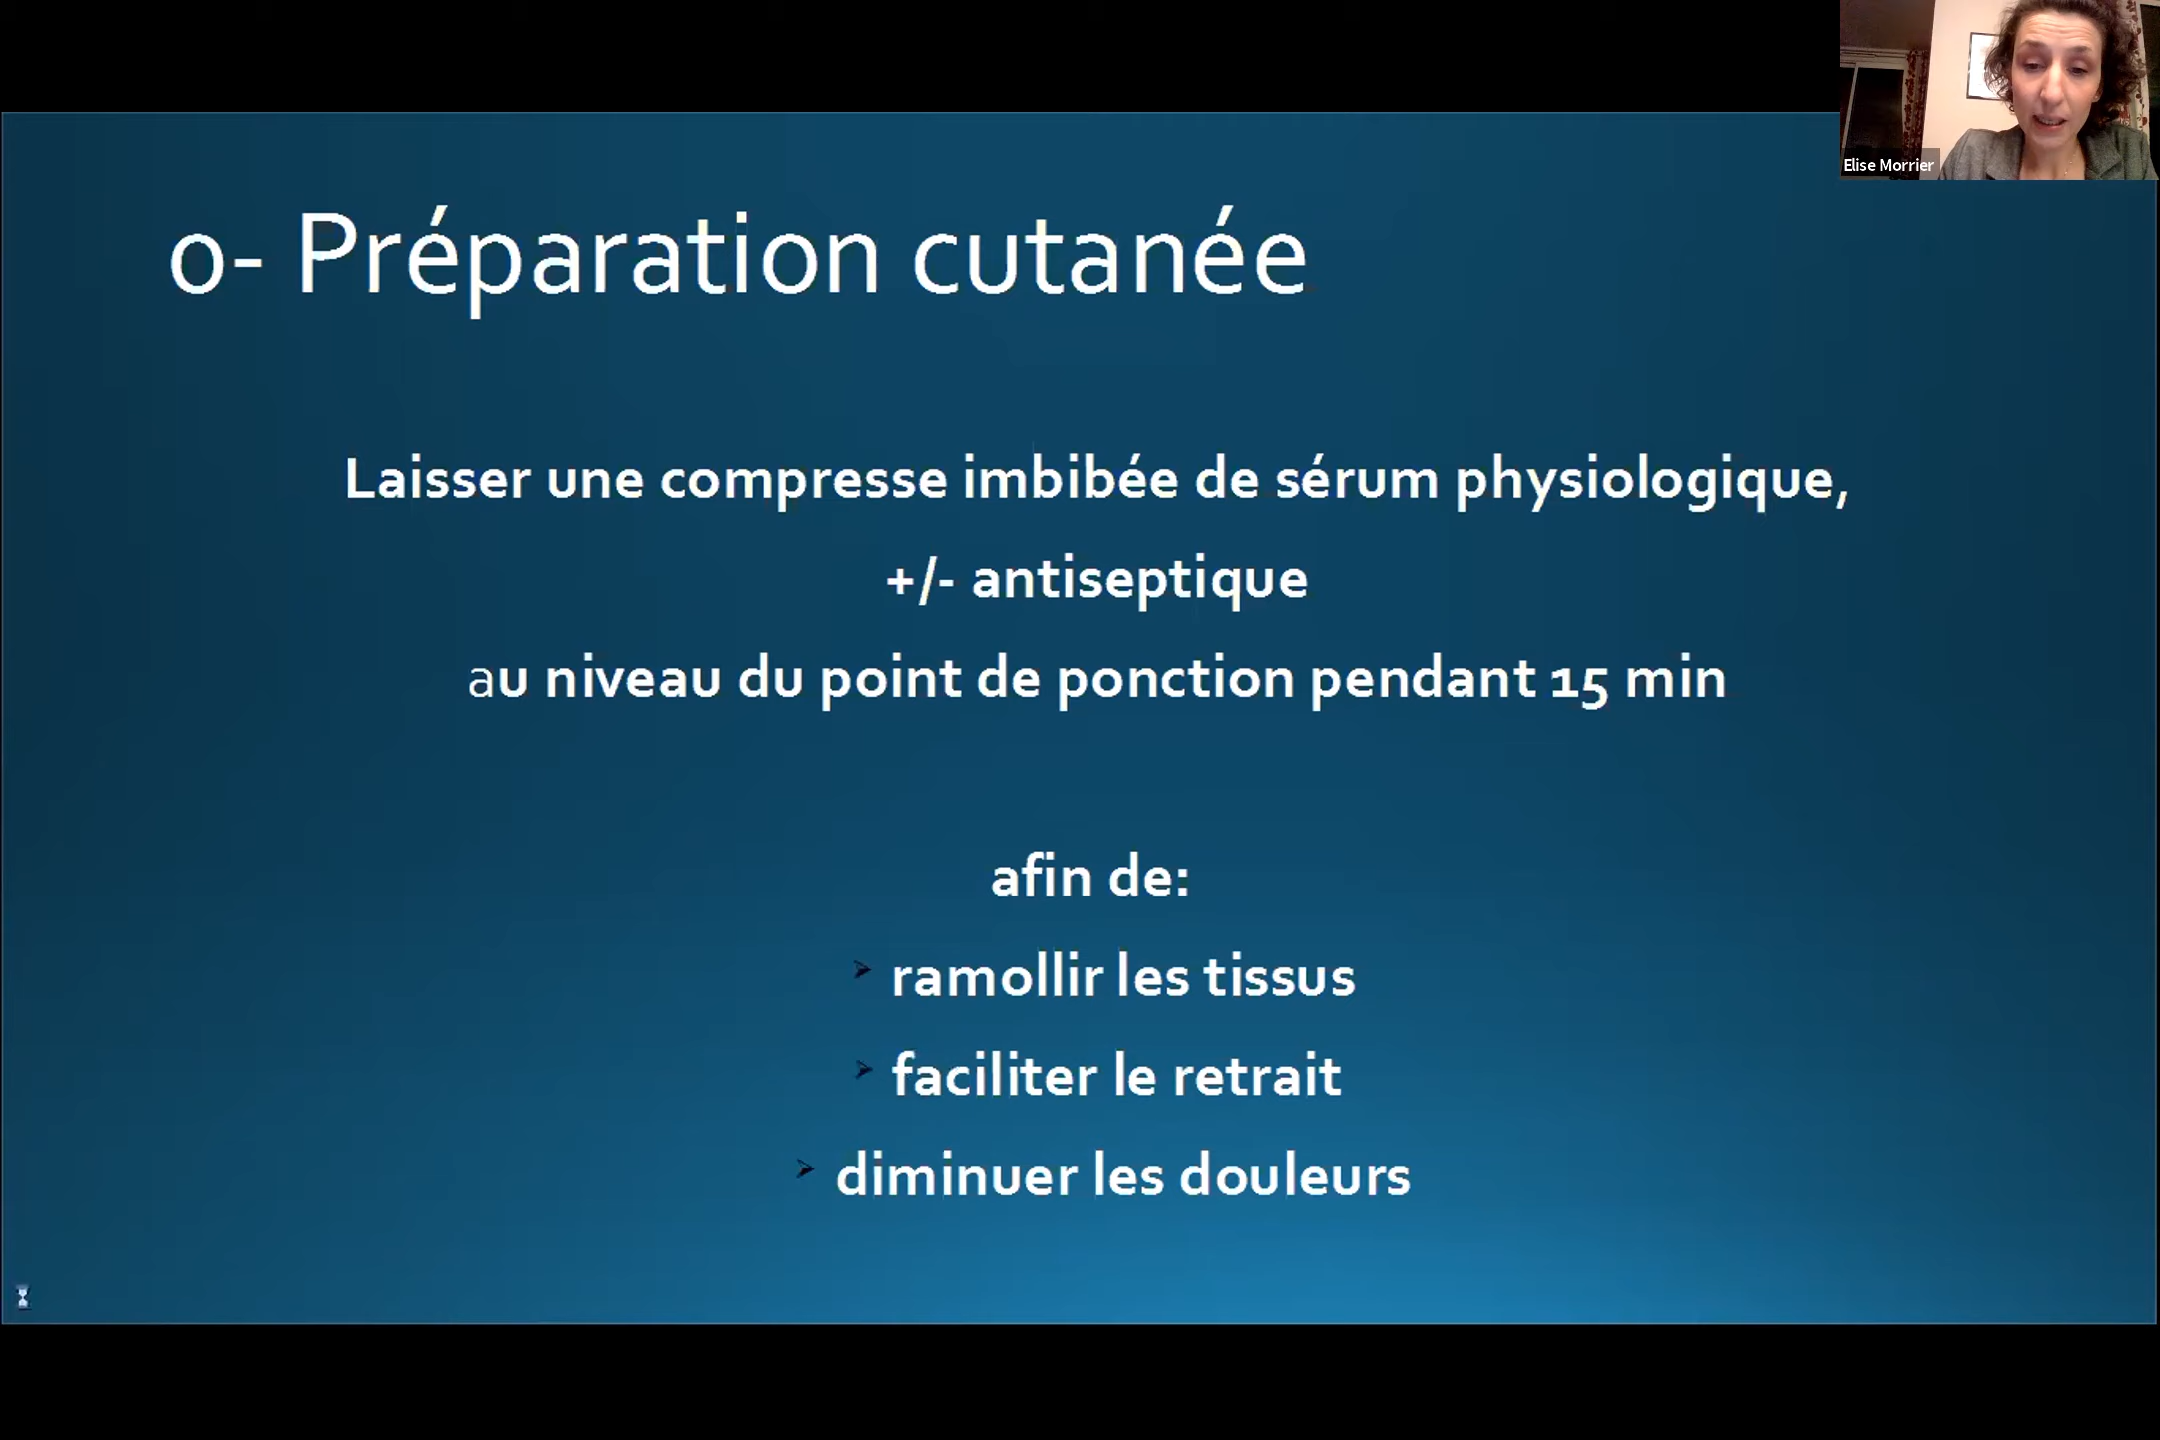 Elise Morrier
0- Préparation cutanée
Laisser une compresse imbibée de sérum physiologique,
+/- antiseptique
au niveau du point de ponction pendant 15 min
afin de:
➢ ramollir les tissus
➢ faciliter le retrait
➢ diminuer les douleurs